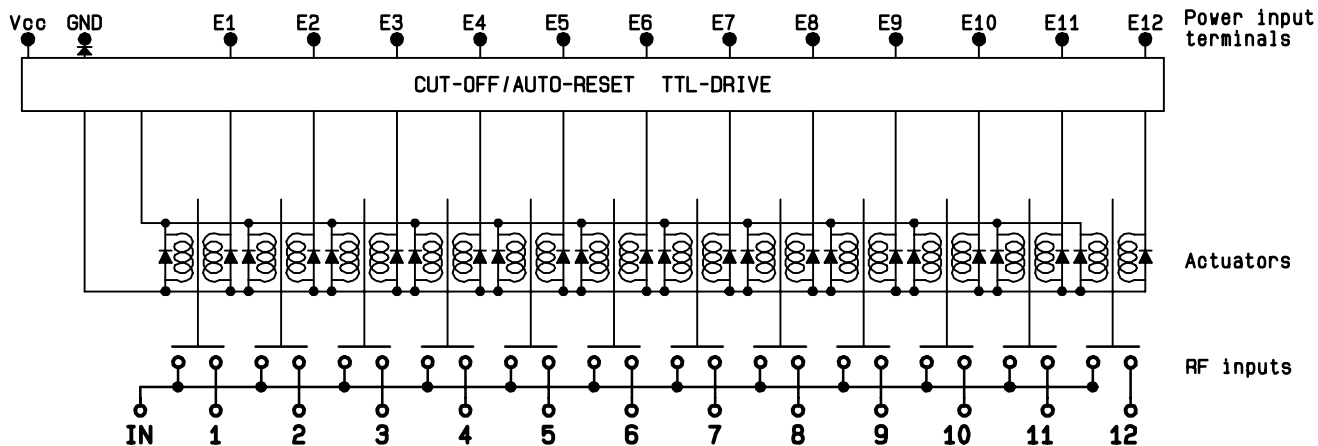 Vcc GND E1 E2 E3 E4 E5 E6 E7 E8 E9 E10 E11 E12 Power input
terminals
CUT-OFF/AUTO-RESET TTL-DRIVE
Actuators
RF inputs
IN 1 2 3 4 5 6 7 8 9 10 11 12